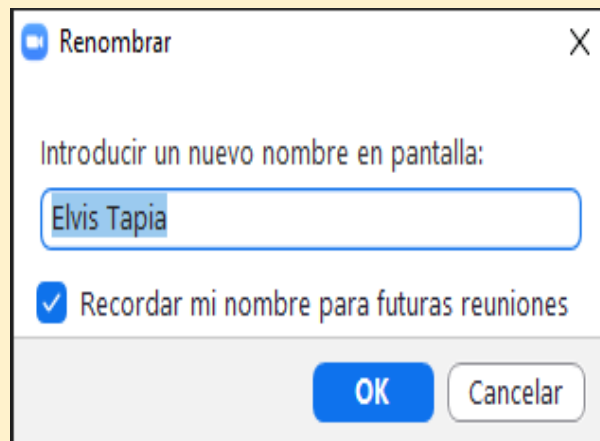 Renombrar
Introducir un nuevo nombre en pantalla:
Elvis Tapia
Recordar mi nombre para futuras reuniones
OK Cancelar